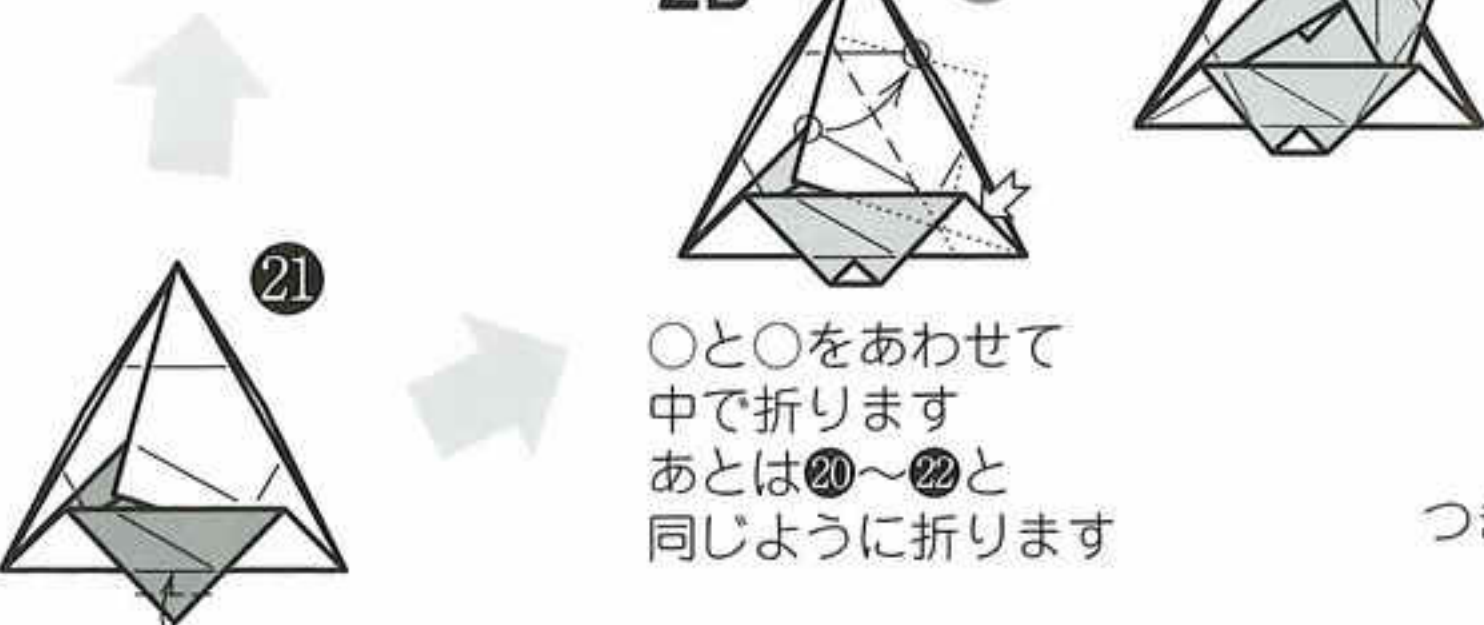 ㉑
○と○をあわせて
中で折ります
あとは⓴〜㉒と
同じように折ります